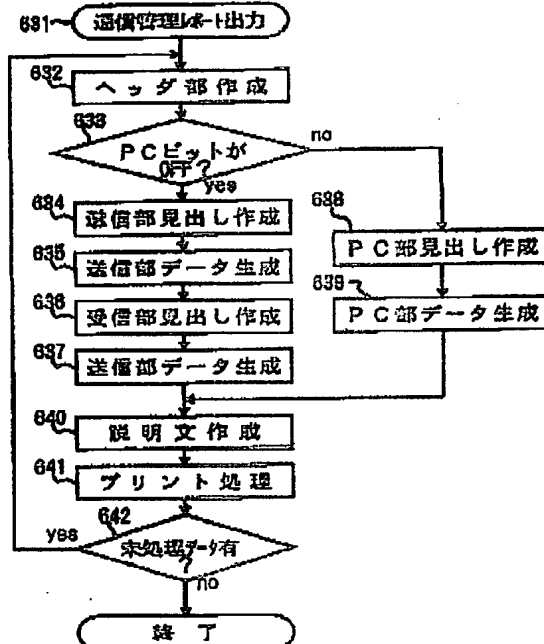 631
通信管理レポート出力
632
ヘッダ部作成
633
PCビットが
OFF?
no
yes
634
送信部見出し作成
635
送信部データ生成
636
受信部見出し作成
637
送信部データ生成
638
PC部見出し作成
639
PC部データ生成
640
説明文作成
641
プリント処理
642
未処理データ有
?
yes
no
終了